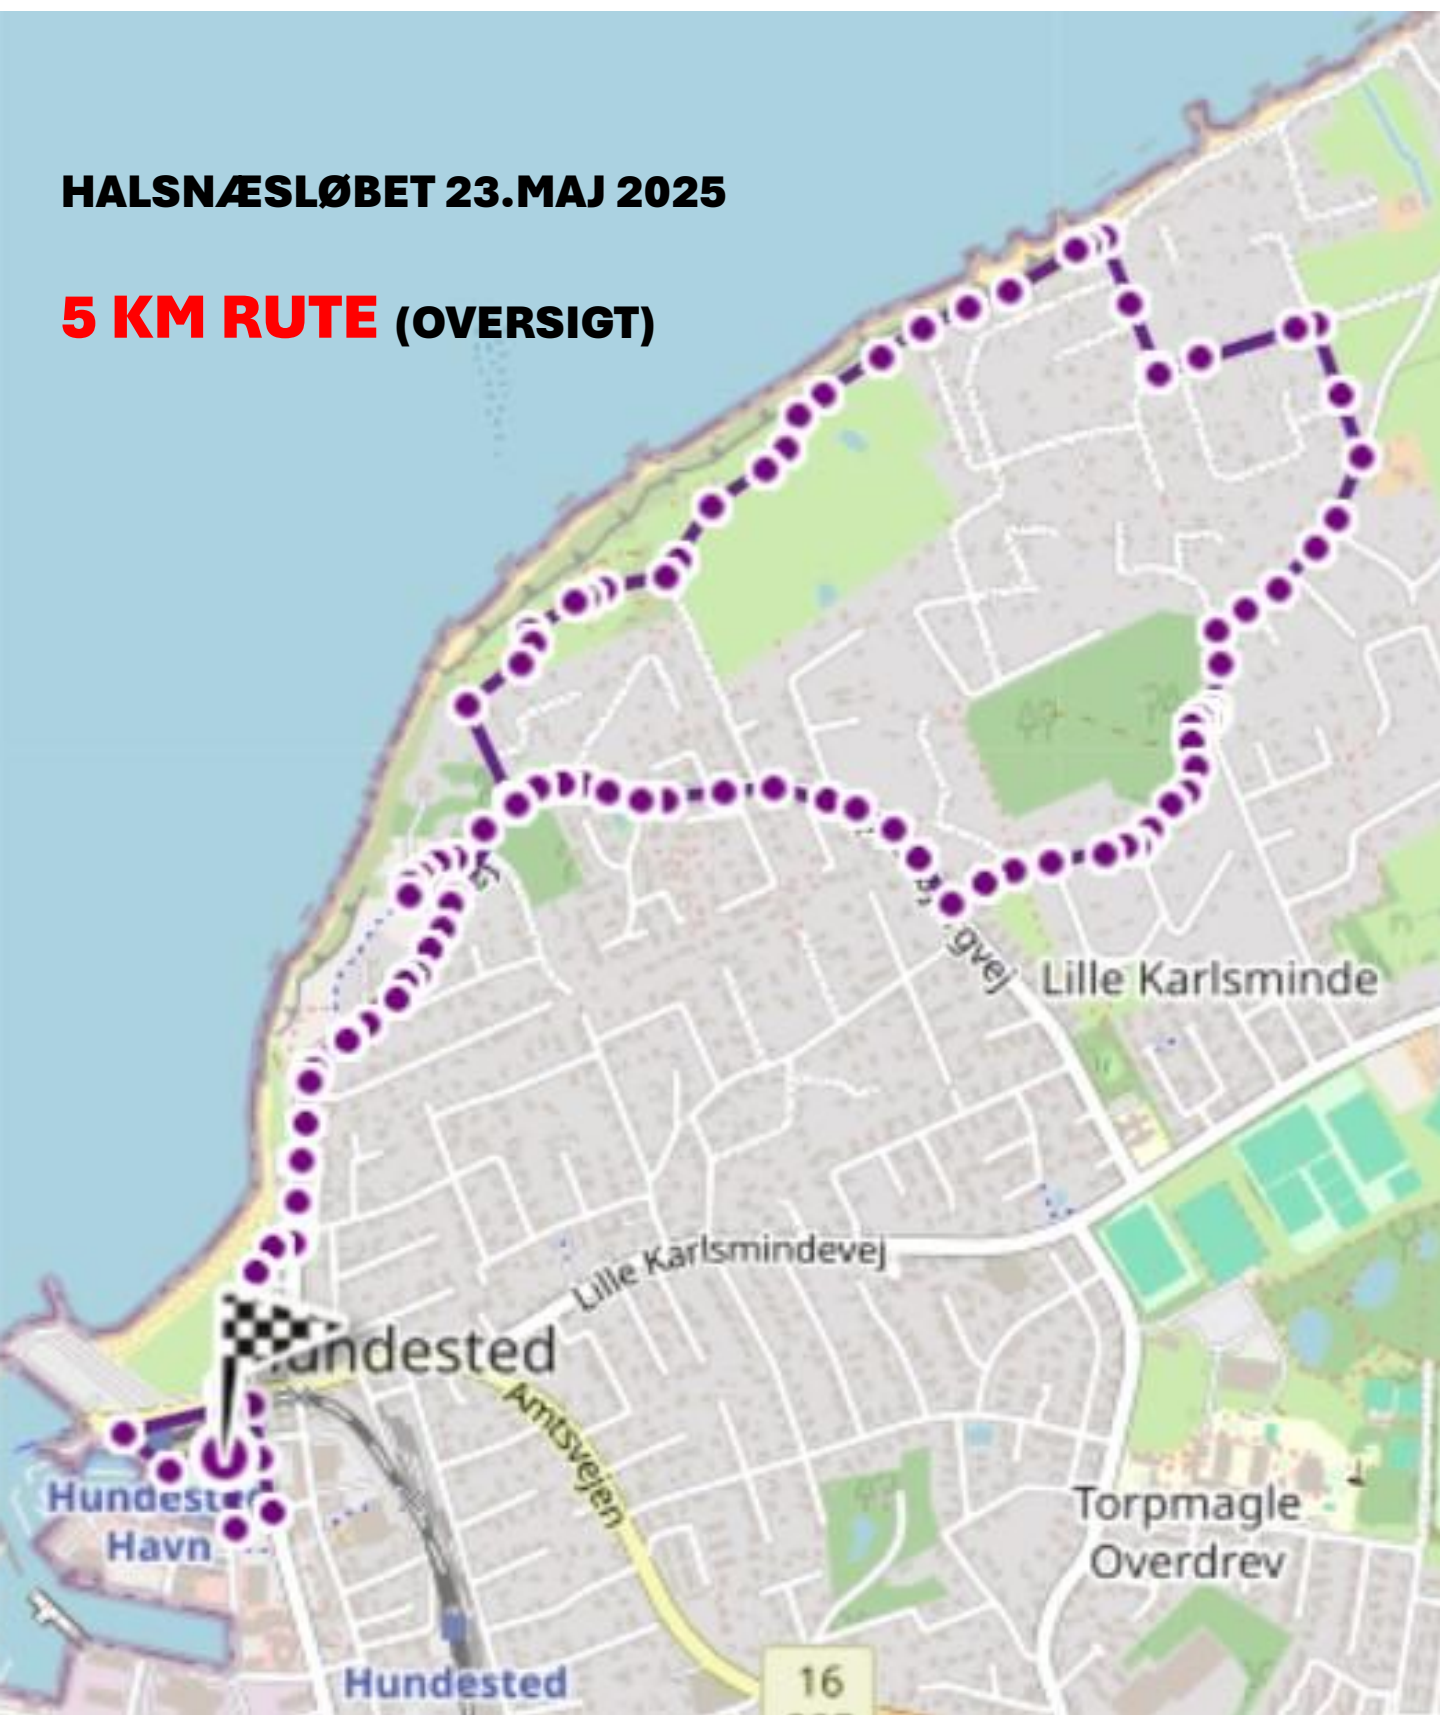 HALSNÆSLØBET 23.MAJ 2025
5 KM RUTE (OVERSIGT)
gvej
Lille Karlsminde
Lille Karlsmindevej
Hundested
Amtsvejen
Havn
Torpmagle
Overdrev
Hundested
16